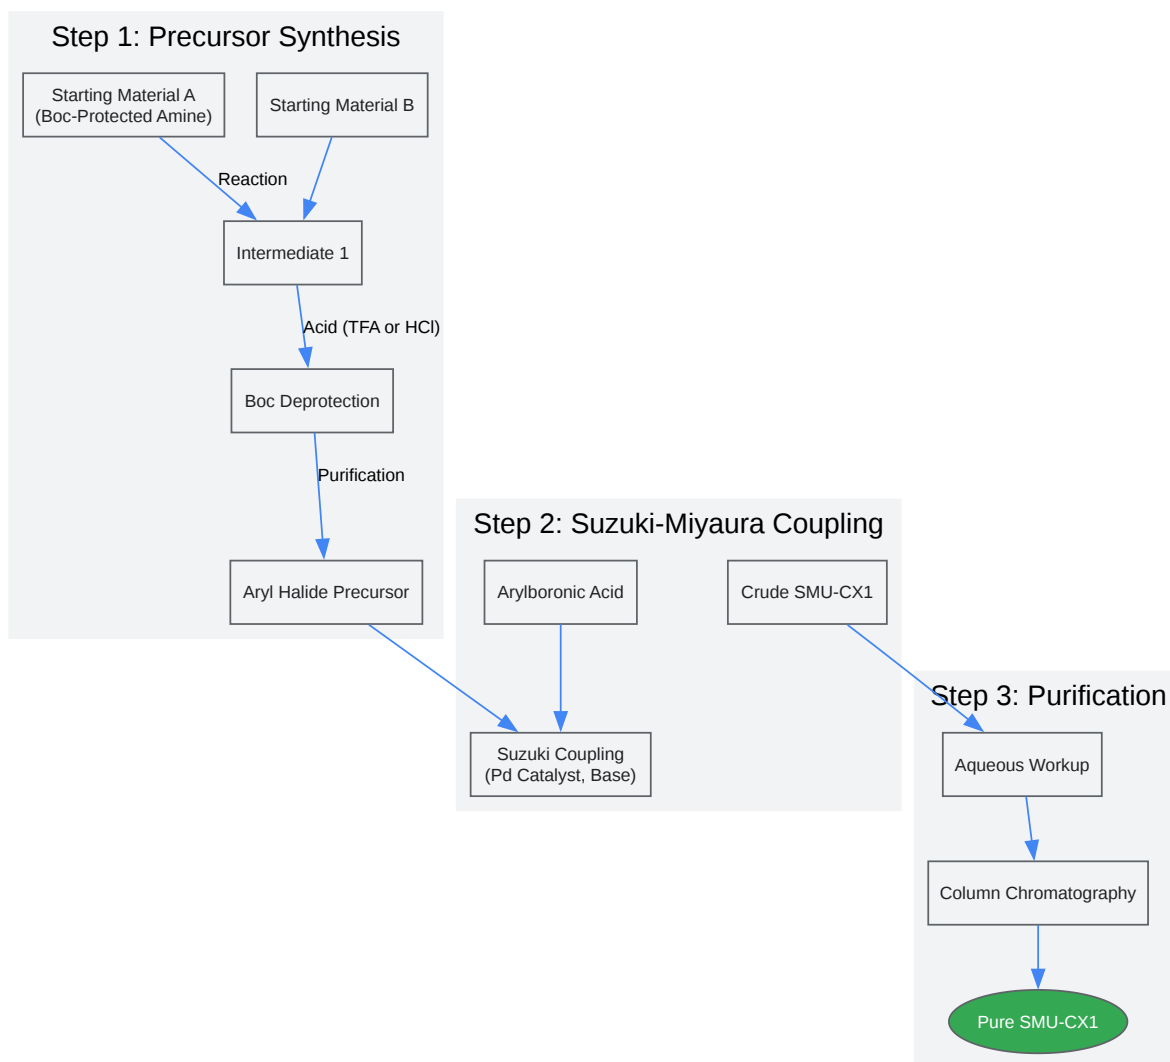 Step 1: Precursor Synthesis
Starting Material A
(Boc-Protected Amine)
Starting Material B
Reaction
Intermediate 1
Acid (TFA or HCl)
Boc Deprotection
Purification
Aryl Halide Precursor
Step 2: Suzuki-Miyaura Coupling
Arylboronic Acid
Crude SMU-CX1
Suzuki Coupling
(Pd Catalyst, Base)
Step 3: Purification
Aqueous Workup
Column Chromatography
Pure SMU-CX1